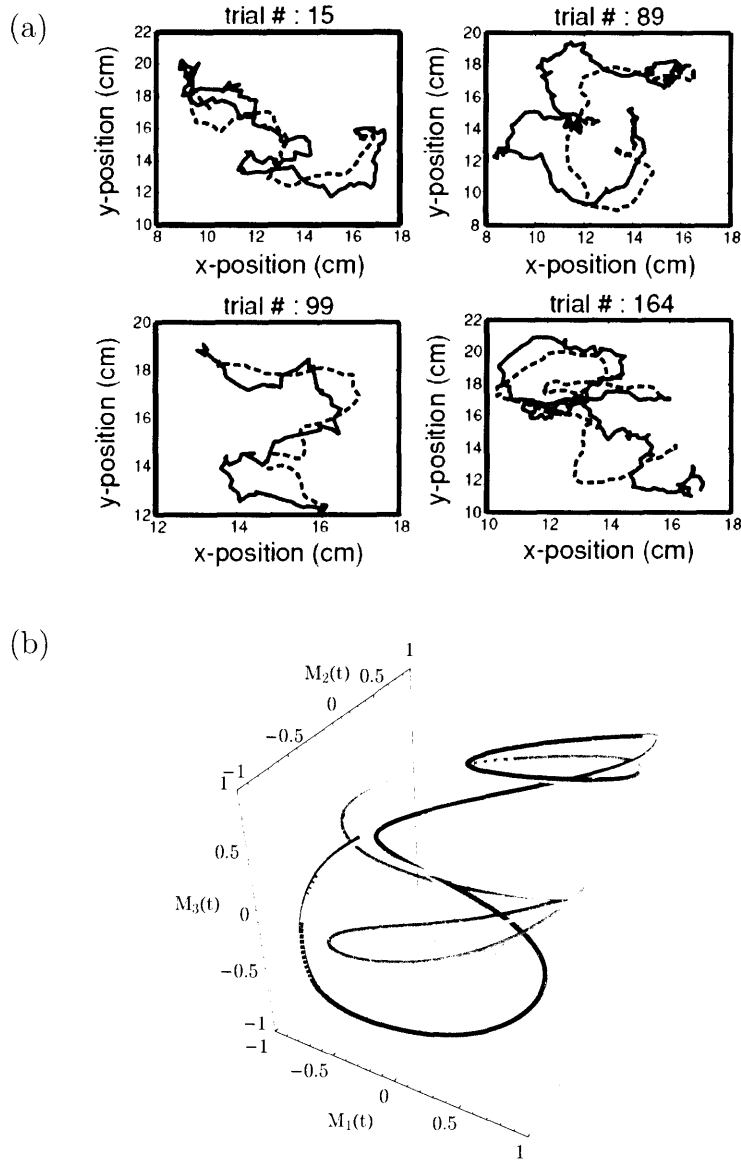 (a)
trial # : 15
22
20
18
16
14
12
10
8 10 12 14 16 18
y-position (cm)
x-position (cm)
trial # : 89
20
18
16
14
12
10
8
8 10 12 14 16 18
y-position (cm)
x-position (cm)
trial # : 99
20
18
16
14
12
12 14 16 18
y-position (cm)
x-position (cm)
trial # : 164
22
20
18
16
14
12
10
10 12 14 16 18
y-position (cm)
x-position (cm)
(b)
1
M₂(t) 0.5
0
−0.5
−1
1
0.5
M₃(t) 0
−0.5
−1
−1
−0.5
0
M₁(t) 0.5
1